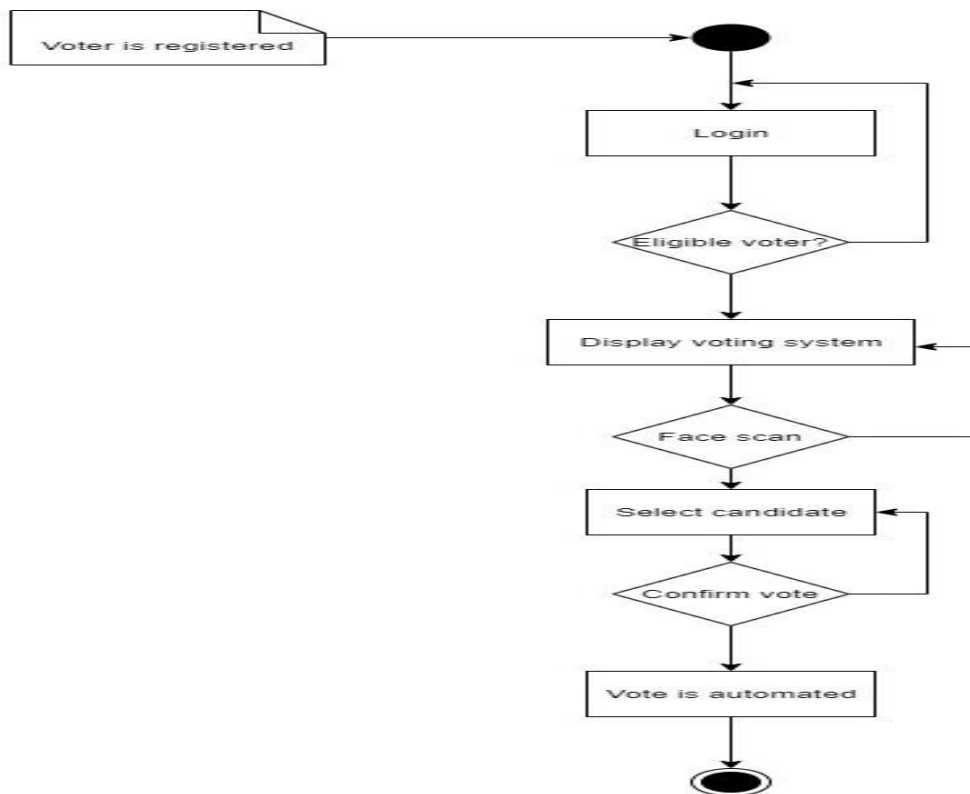 Voter is registered
Login
Eligible voter?
Display voting system
Face scan
Select candidate
Confirm vote
Vote is automated